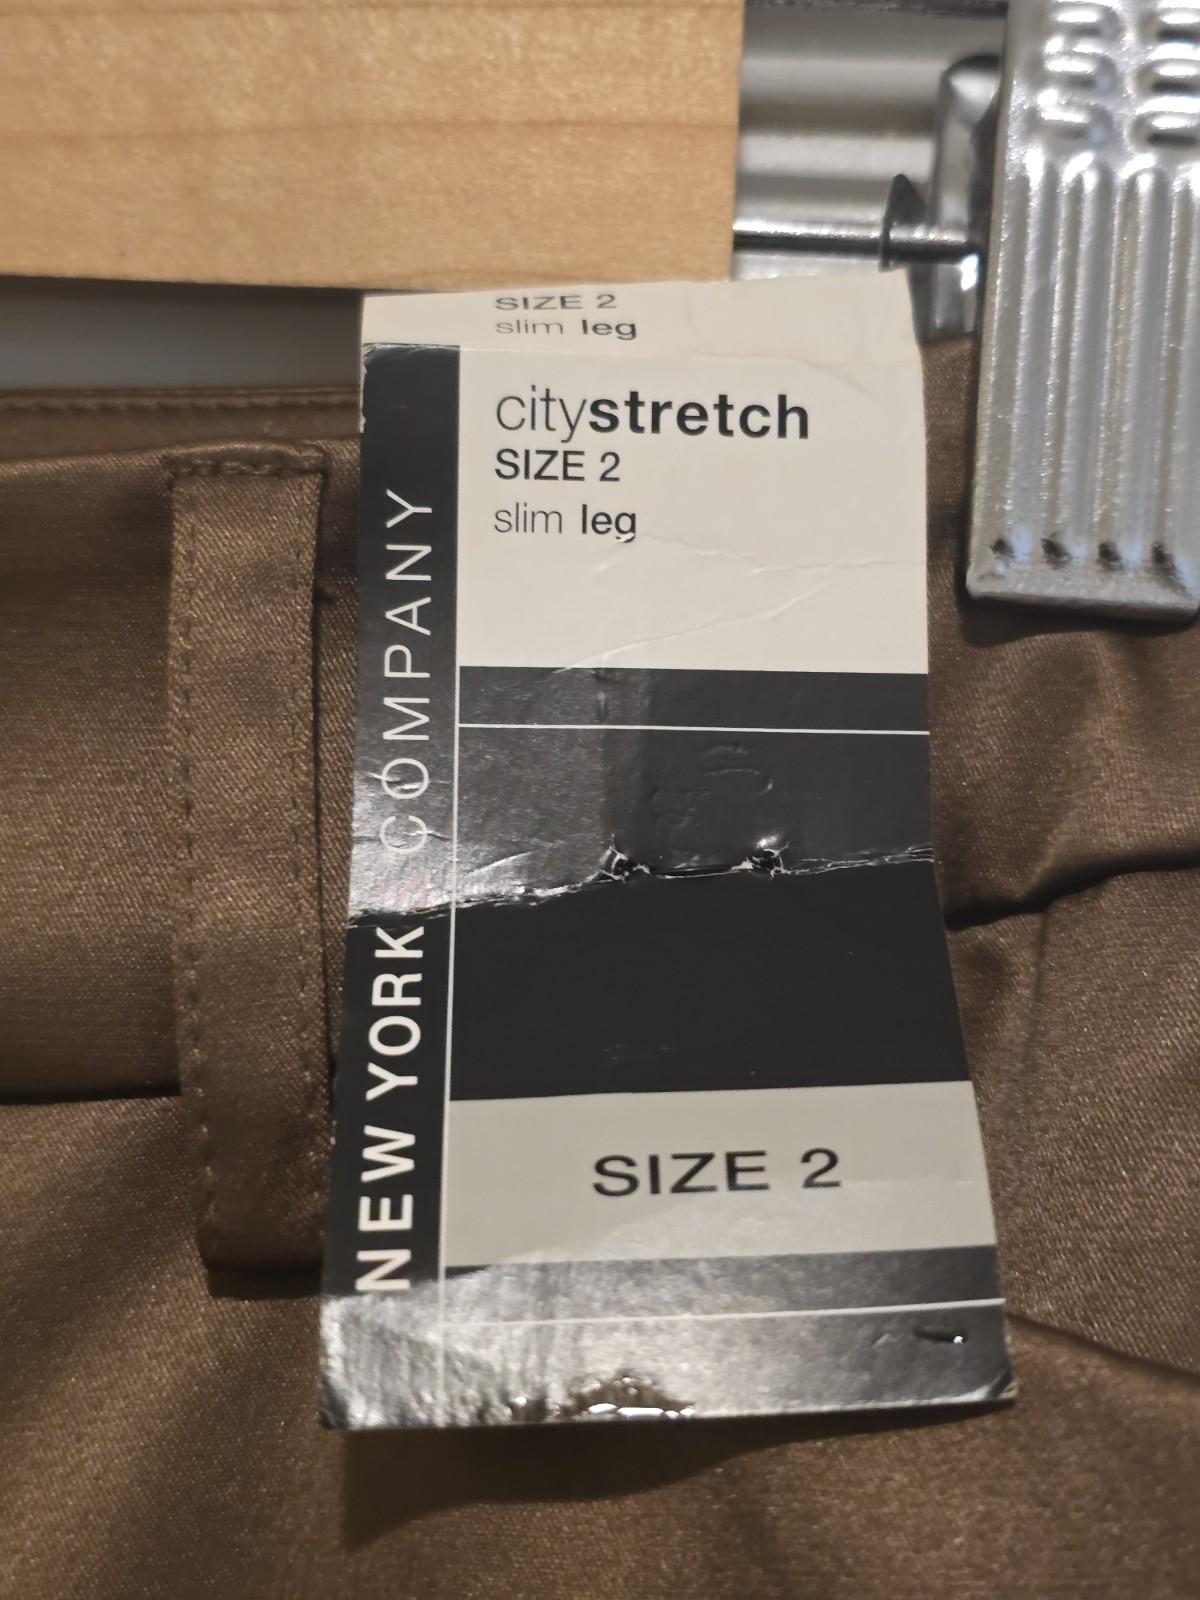 SIZE 2
slim leg
citystretch
SIZE 2
slim leg
NEW YORK COMPANY
SIZE 2